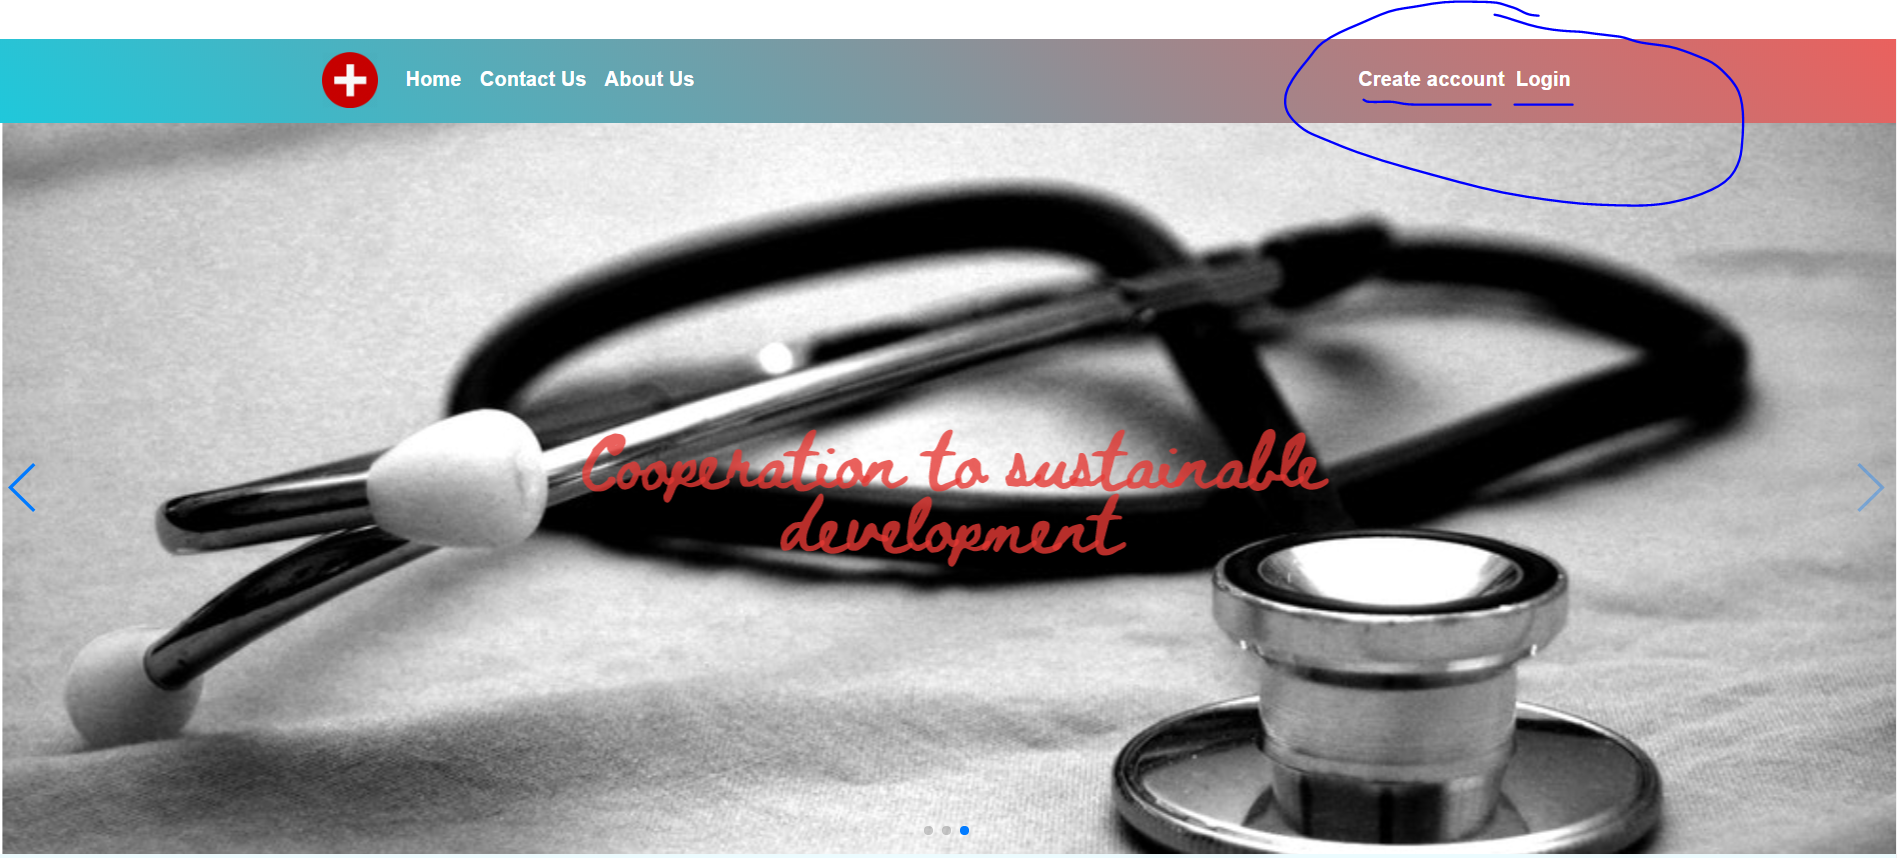 Home Contact Us About Us Create account Login
Cooperation to sustainable
development